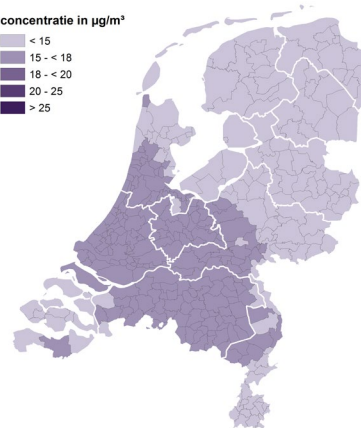 concentratie in µg/m³
< 15
15 - < 18
18 - < 20
20 - 25
> 25